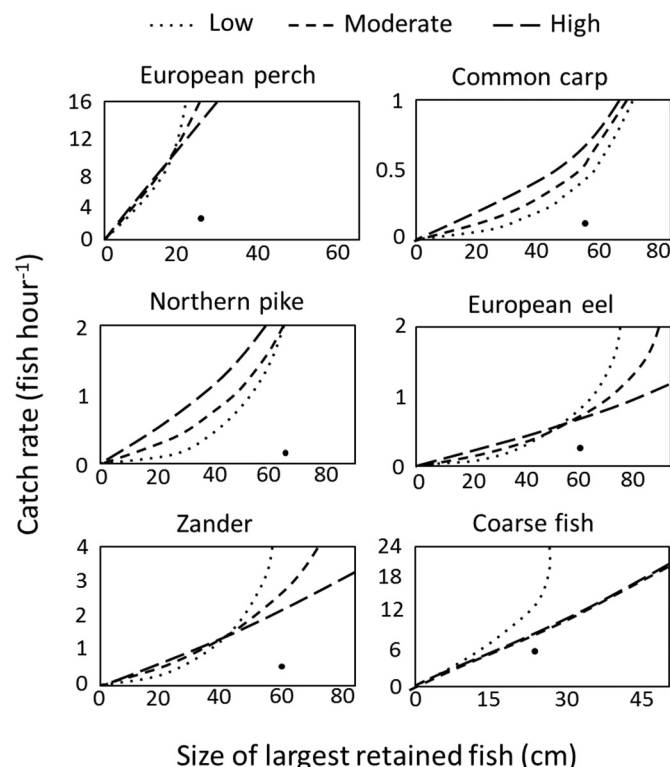 Low Moderate High
European perch Common carp
16
12
8
4
0
0 20 40 60
1
0.5
0
0 20 40 60 80
Northern pike European eel
2
1
0
0 20 40 60 80
2
1
0
0 20 40 60 80
Zander Coarse fish
4
3
2
1
0
0 20 40 60 80
24
18
12
6
0
0 15 30 45
Catch rate (fish hour⁻¹)
Size of largest retained fish (cm)